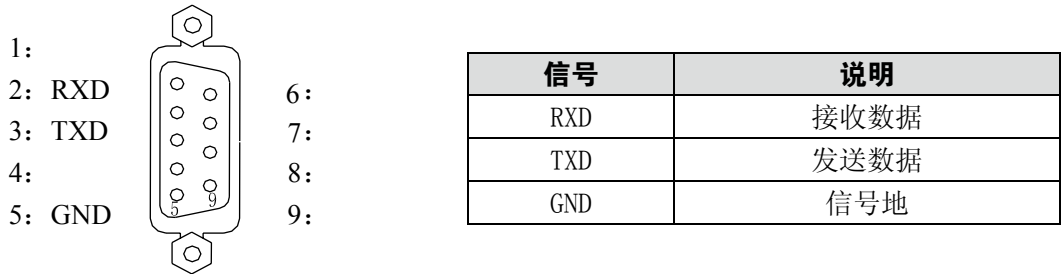 1：
2：RXD
3：TXD
4：
5：GND
5 9
6：
7：
8：
9：
信号 说明
RXD 接收数据
TXD 发送数据
GND 信号地